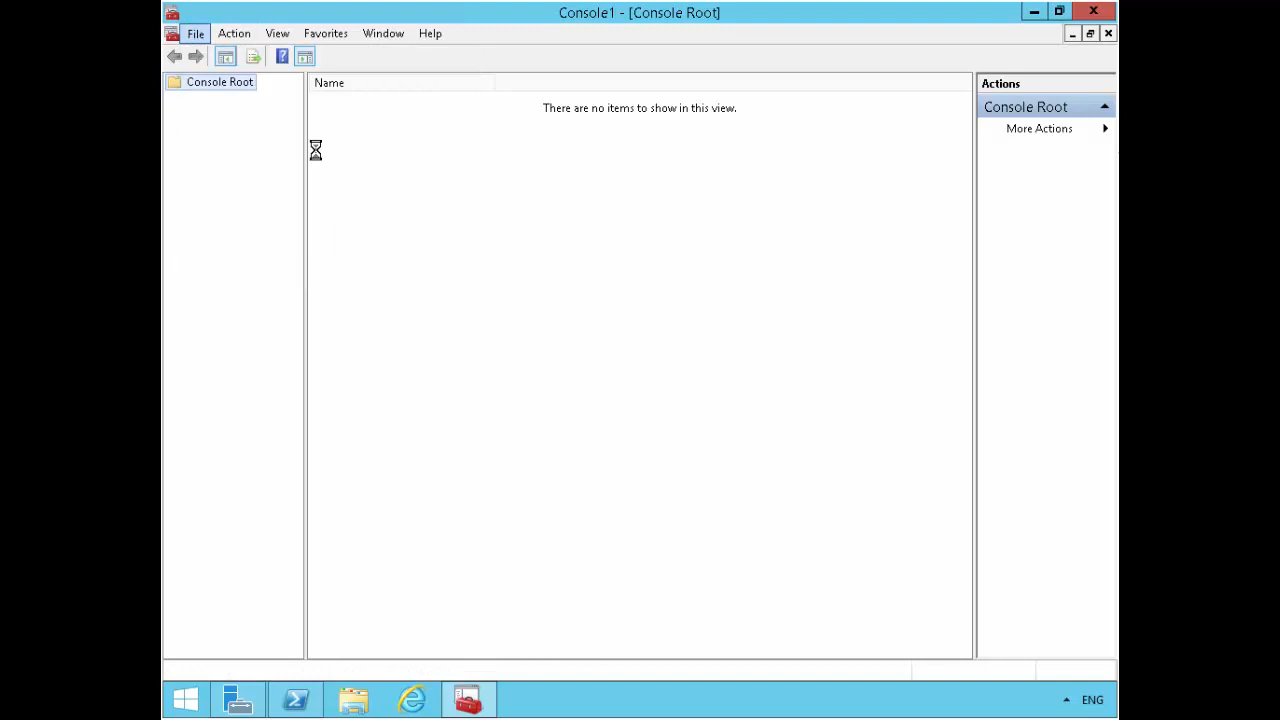 Console1 - [Console Root]
File Action View Favorites Window Help
Console Root
Name
There are no items to show in this view.
Actions
Console Root
More Actions
ENG